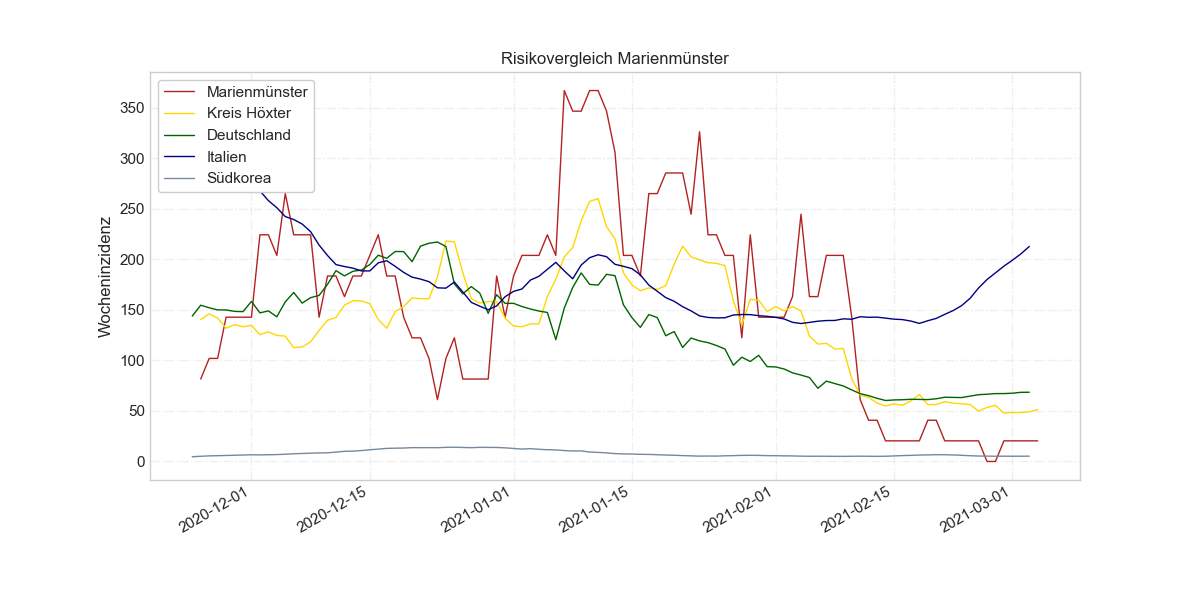 Risikovergleich Marienmünster
Marienmünster
Kreis Höxter
Deutschland
Italien
Südkorea
Wocheninzidenz
350
300
250
200
150
100
50
0
2020-12-01
2020-12-15
2021-01-01
2021-01-15
2021-02-01
2021-02-15
2021-03-01